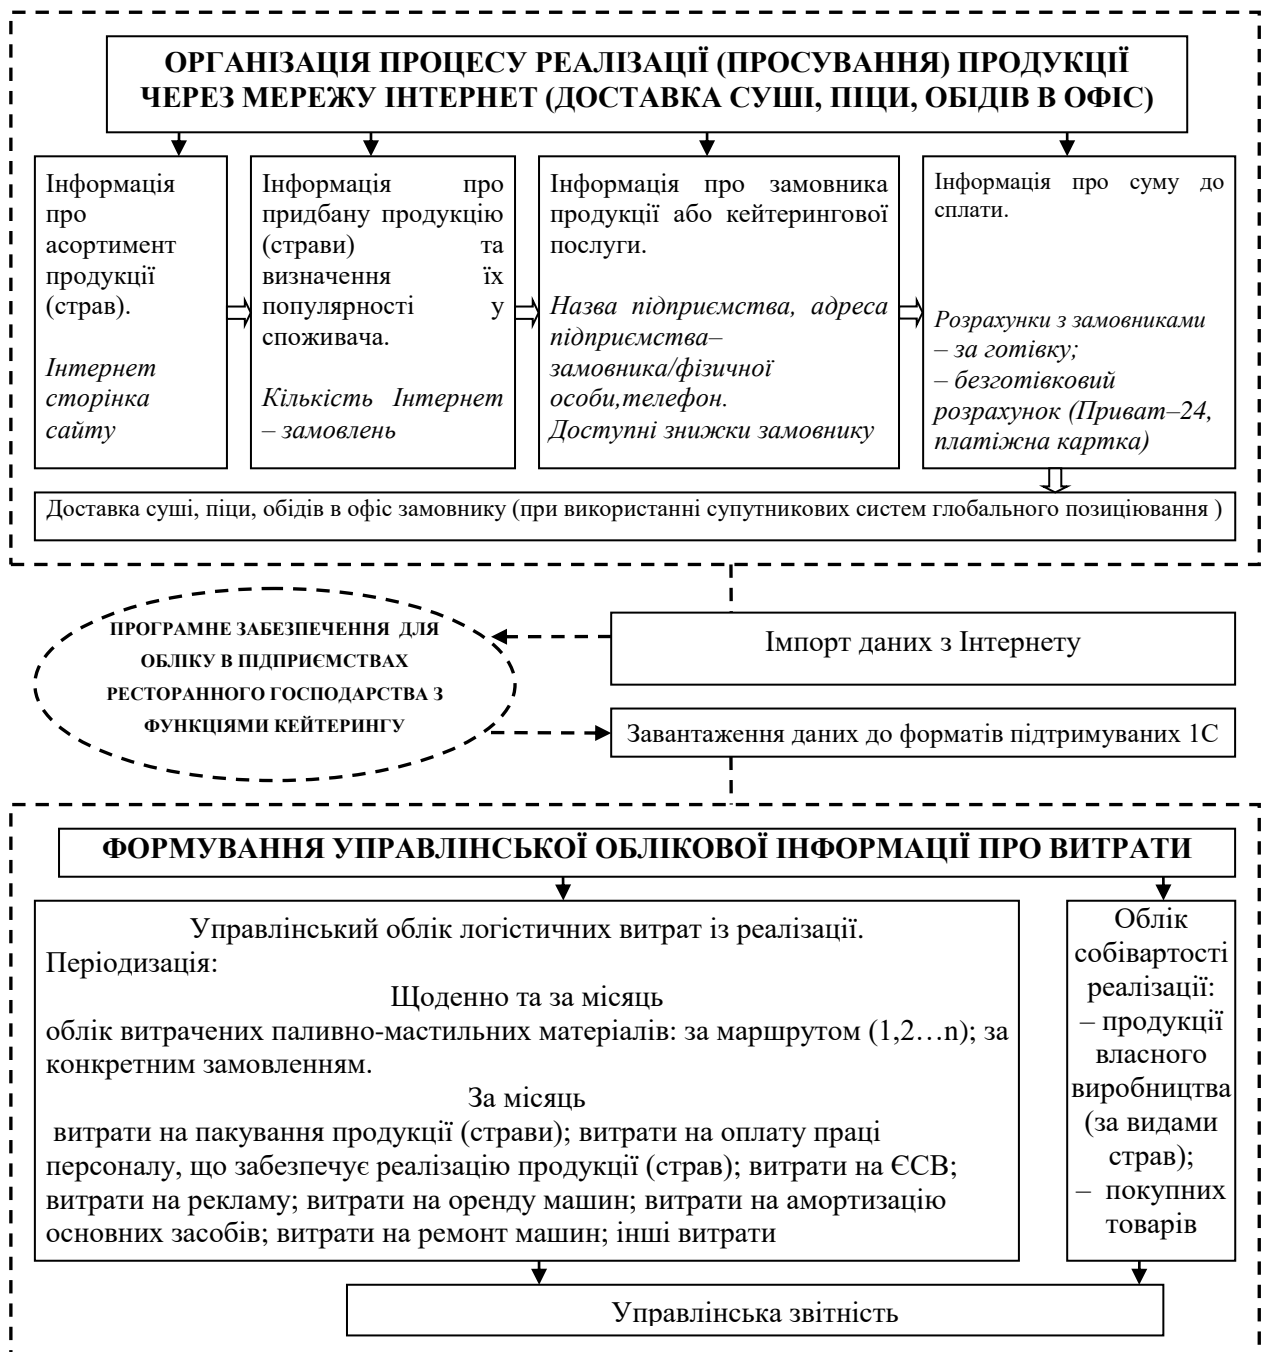 ОРГАНІЗАЦІЯ ПРОЦЕСУ РЕАЛІЗАЦІЇ (ПРОСУВАННЯ) ПРОДУКЦІЇ
ЧЕРЕЗ МЕРЕЖУ ІНТЕРНЕТ (ДОСТАВКА СУШІ, ПІЦИ, ОБІДІВ В ОФІС)
Інформація
про
асортимент
продукції
(страв).
Інтернет
сторінка
сайту
Інформація про
придбану продукцію
(страви) та
визначення їх
популярності у
споживача.
Кількість Інтернет
– замовлень
Інформація про замовника
продукції або кейтерингової
послуги.
Назва підприємства, адреса
підприємства–
замовника/фізичної
особи,телефон.
Доступні знижки замовнику
Інформація про суму до
сплати.
Розрахунки з замовниками
– за готівку;
– безготівковий
розрахунок (Приват–24,
платіжна картка)
Доставка суші, піци, обідів в офіс замовнику (при використанні супутникових систем глобального позиціювання )
ПРОГРАМНЕ ЗАБЕЗПЕЧЕННЯ ДЛЯ
ОБЛІКУ В ПІДПРИЄМСТВАХ
РЕСТОРАННОГО ГОСПОДАРСТВА З
ФУНКЦІЯМИ КЕЙТЕРИНГУ
Імпорт даних з Інтернету
Завантаження даних до форматів підтримуваних 1С
ФОРМУВАННЯ УПРАВЛІНСЬКОЇ ОБЛІКОВОЇ ІНФОРМАЦІЇ ПРО ВИТРАТИ
Управлінський облік логістичних витрат із реалізації.
Періодизація:
Щоденно та за місяць
облік витрачених паливно-мастильних матеріалів: за маршрутом (1,2…n); за
конкретним замовленням.
За місяць
витрати на пакування продукції (страви); витрати на оплату праці
персоналу, що забезпечує реалізацію продукції (страв); витрати на ЄСВ;
витрати на рекламу; витрати на оренду машин; витрати на амортизацію
основних засобів; витрати на ремонт машин; інші витрати
Облік
собівартості
реалізації:
– продукції
власного
виробництва
(за видами
страв);
– покупних
товарів
Управлінська звітність